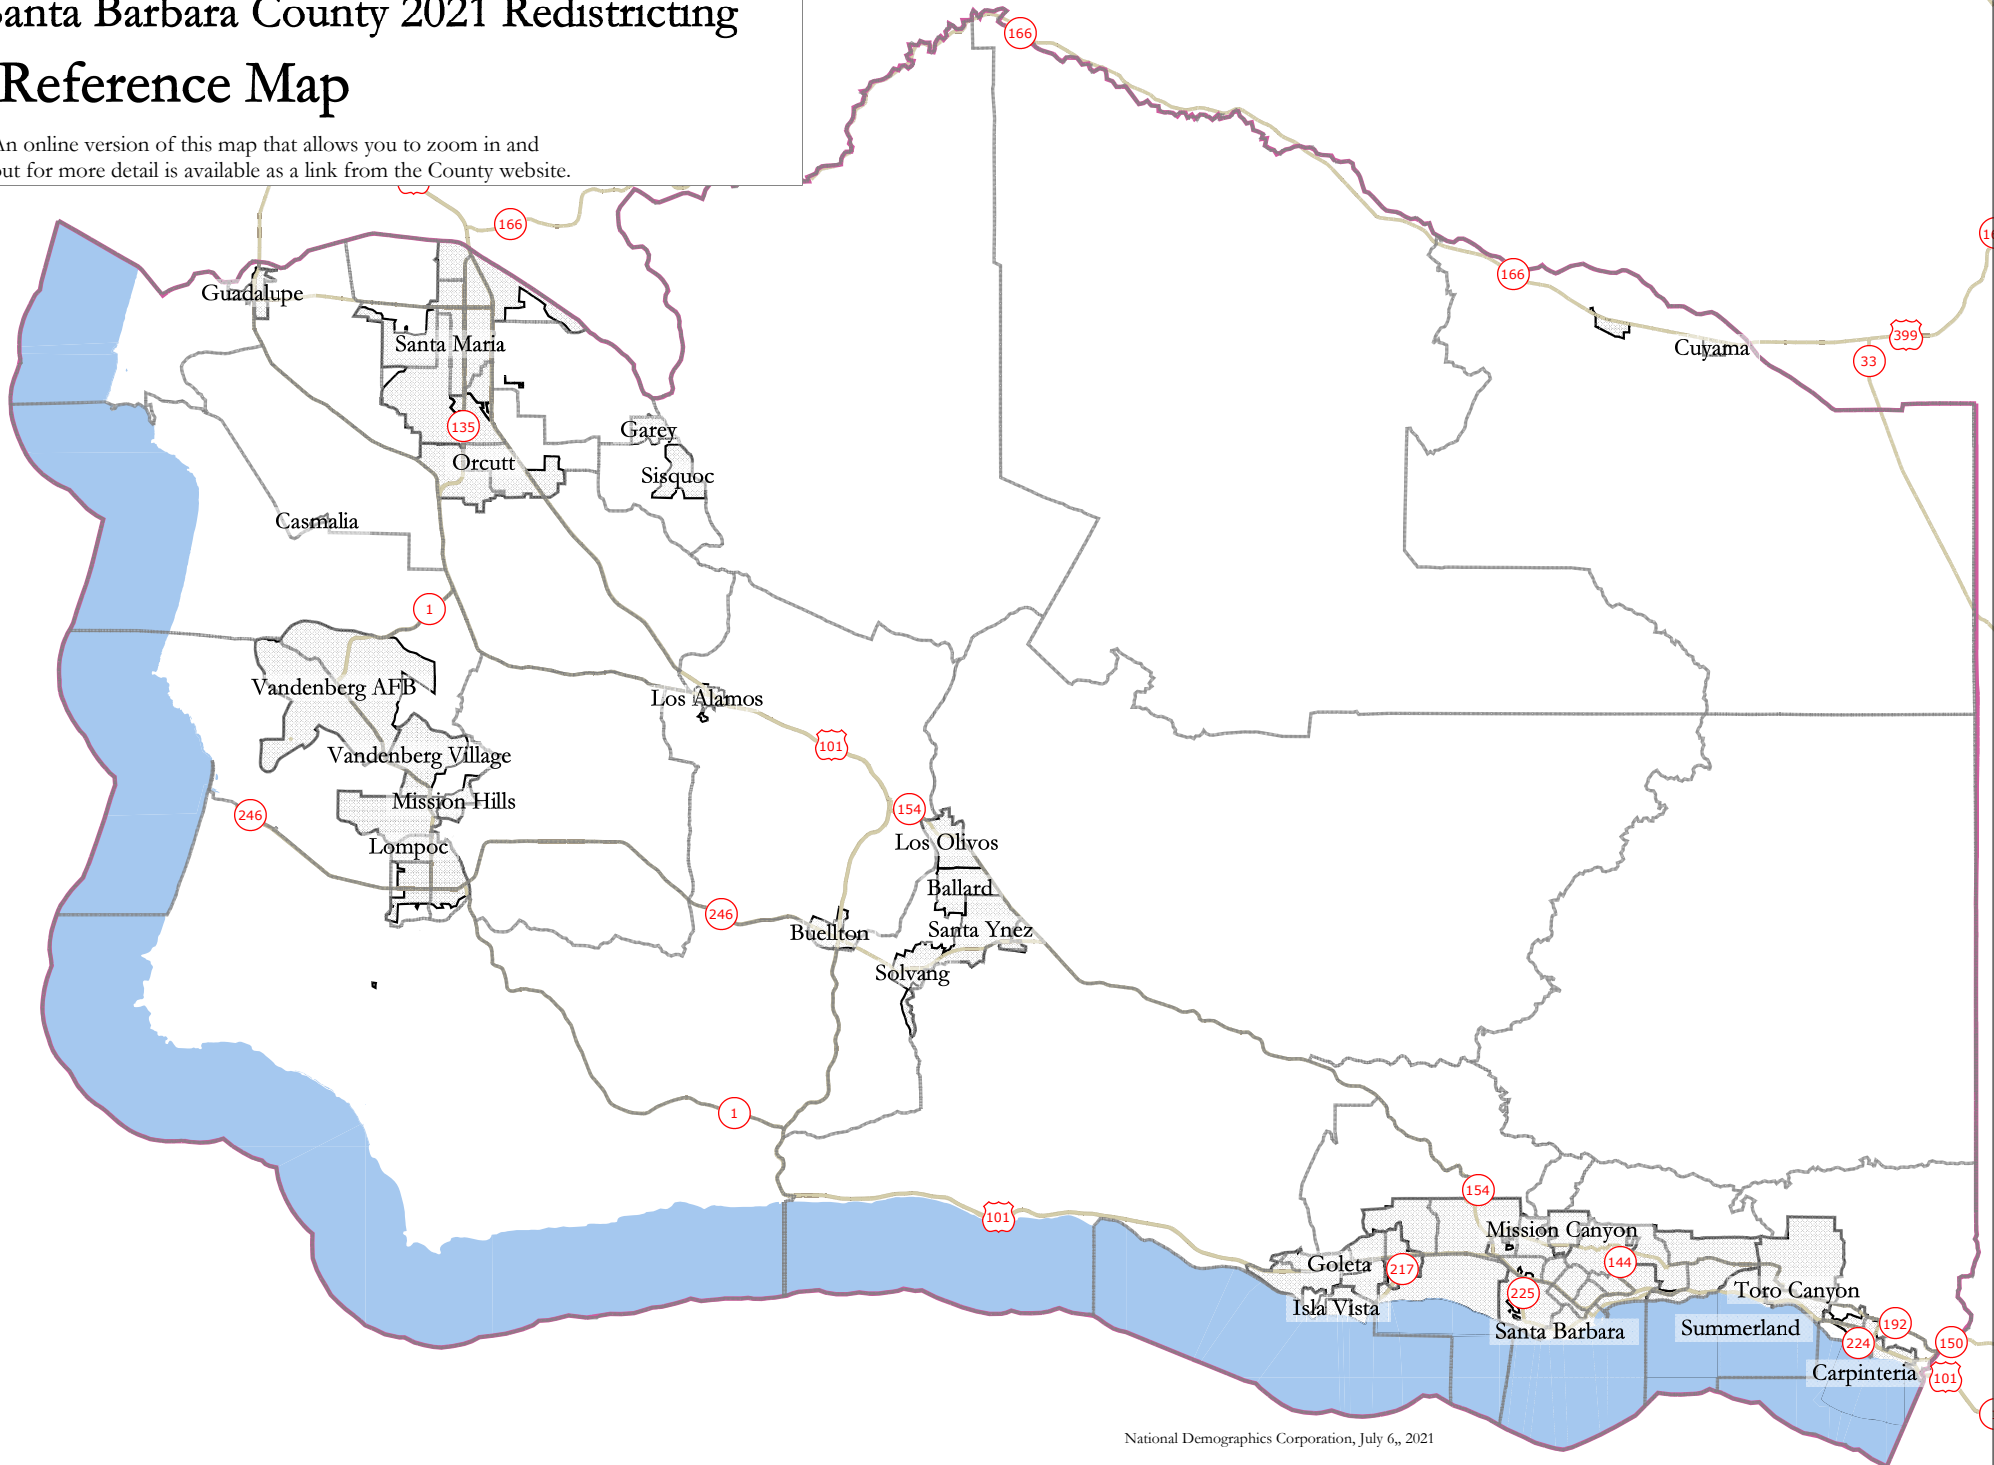 Santa Barbara County 2021 Redistricting
Reference Map
An online version of this map that allows you to zoom in and
out for more detail is available as a link from the County website.
166
166
166
Guadalupe
Santa Maria
399
Cuyama
33
135
Garey
Orcutt
Sisquoc
Casmalia
1
Vandenberg AFB
Los Alamos
101
Vandenberg Village
Mission Hills
246
154
Lompoc
Los Olivos
Ballard
246
Buellton
Santa Ynez
Solvang
1
154
101
Mission Canyon
Goleta
217
144
225
Toro Canyon
Isla Vista
Santa Barbara
Summerland
192
224
150
Carpinteria
101
National Demographics Corporation, July 6,, 2021